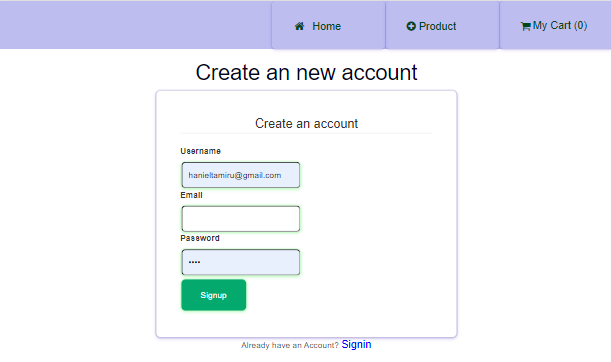 Home Product My Cart (0)
Create an new account
Create an account
Username
hanieltamiru@gmail.com
Email
Password
••••
Signup
Already have an Account? Signin